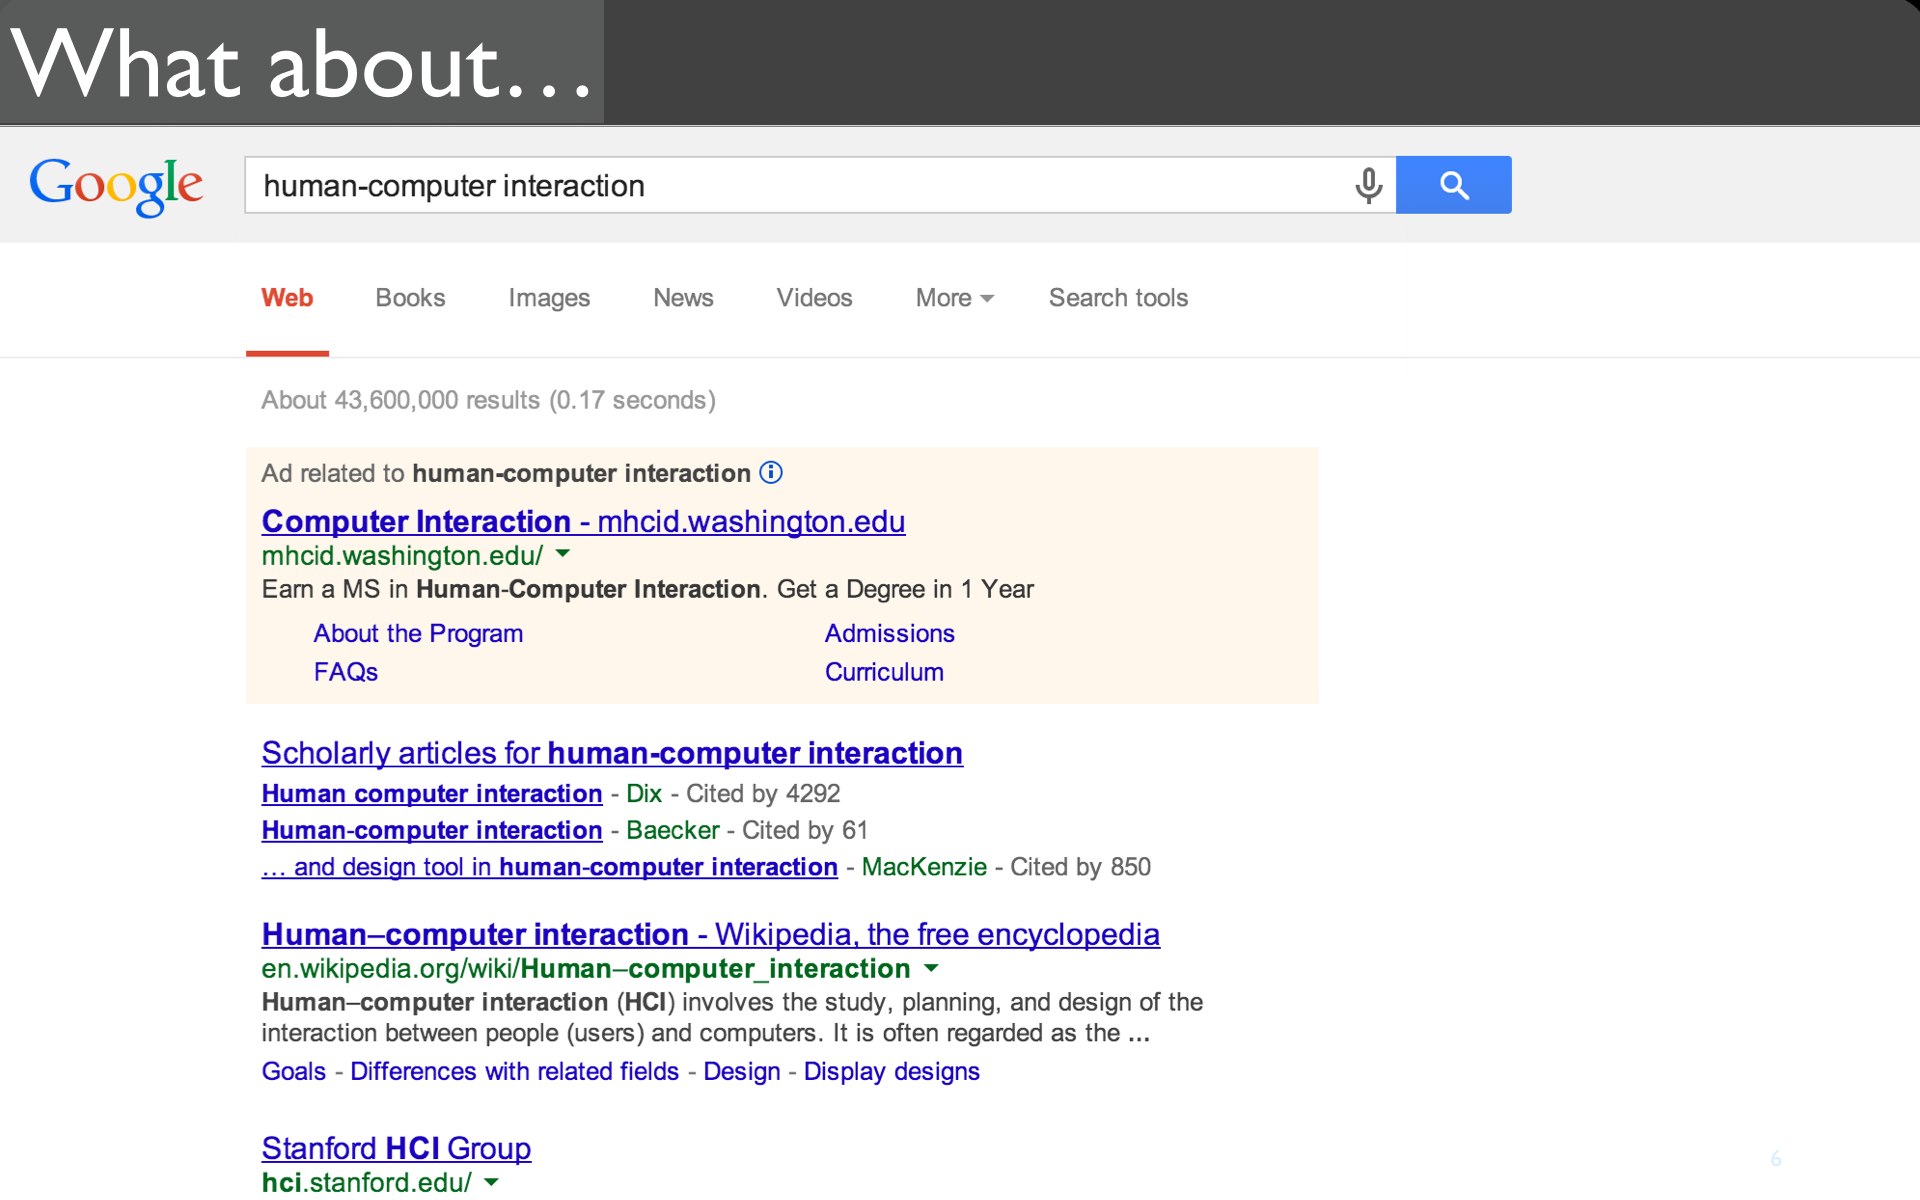 What about…
Google
human-computer interaction
Web Books Images News Videos More Search tools
About 43,600,000 results (0.17 seconds)
Ad related to human-computer interaction
Computer Interaction - mhcid.washington.edu
mhcid.washington.edu/
Earn a MS in Human-Computer Interaction. Get a Degree in 1 Year
About the Program Admissions
FAQs Curriculum
Scholarly articles for human-computer interaction
Human computer interaction - Dix - Cited by 4292
Human-computer interaction - Baecker - Cited by 61
... and design tool in human-computer interaction - MacKenzie - Cited by 850
Human–computer interaction - Wikipedia, the free encyclopedia
en.wikipedia.org/wiki/Human–computer_interaction
Human–computer interaction (HCI) involves the study, planning, and design of the
interaction between people (users) and computers. It is often regarded as the ...
Goals - Differences with related fields - Design - Display designs
Stanford HCI Group
hci.stanford.edu/
6